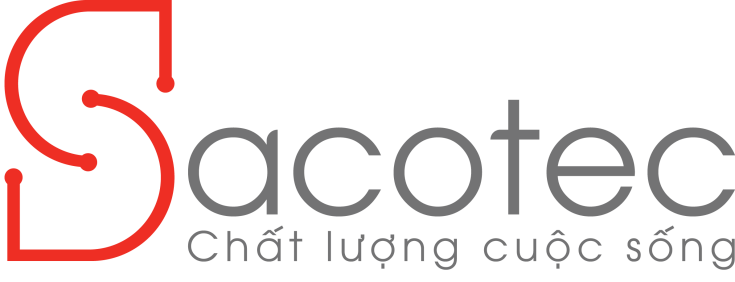 Sacotec
Chất lượng cuộc sống